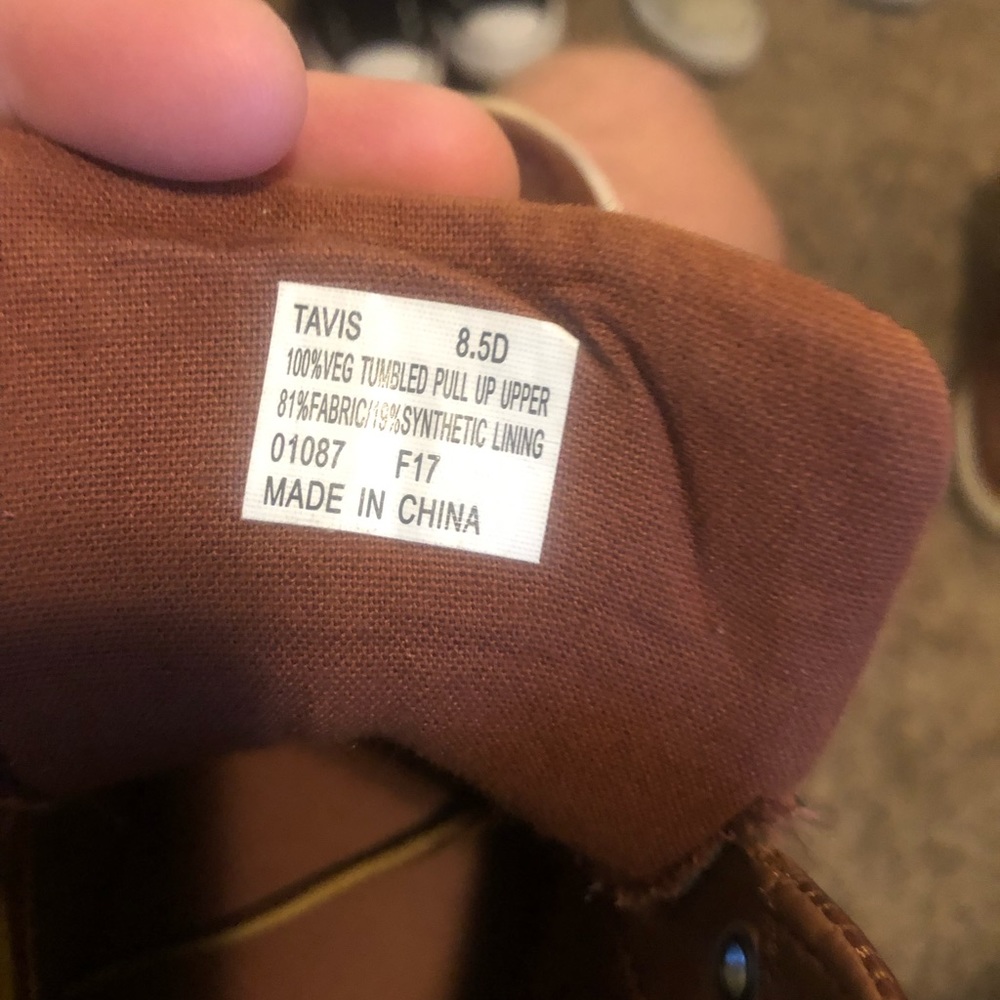 TAVIS 8.5D
100%VEG TUMBLED PULL UP UPPER
81%FABRIC/19%SYNTHETIC LINING
01087 F17
MADE IN CHINA